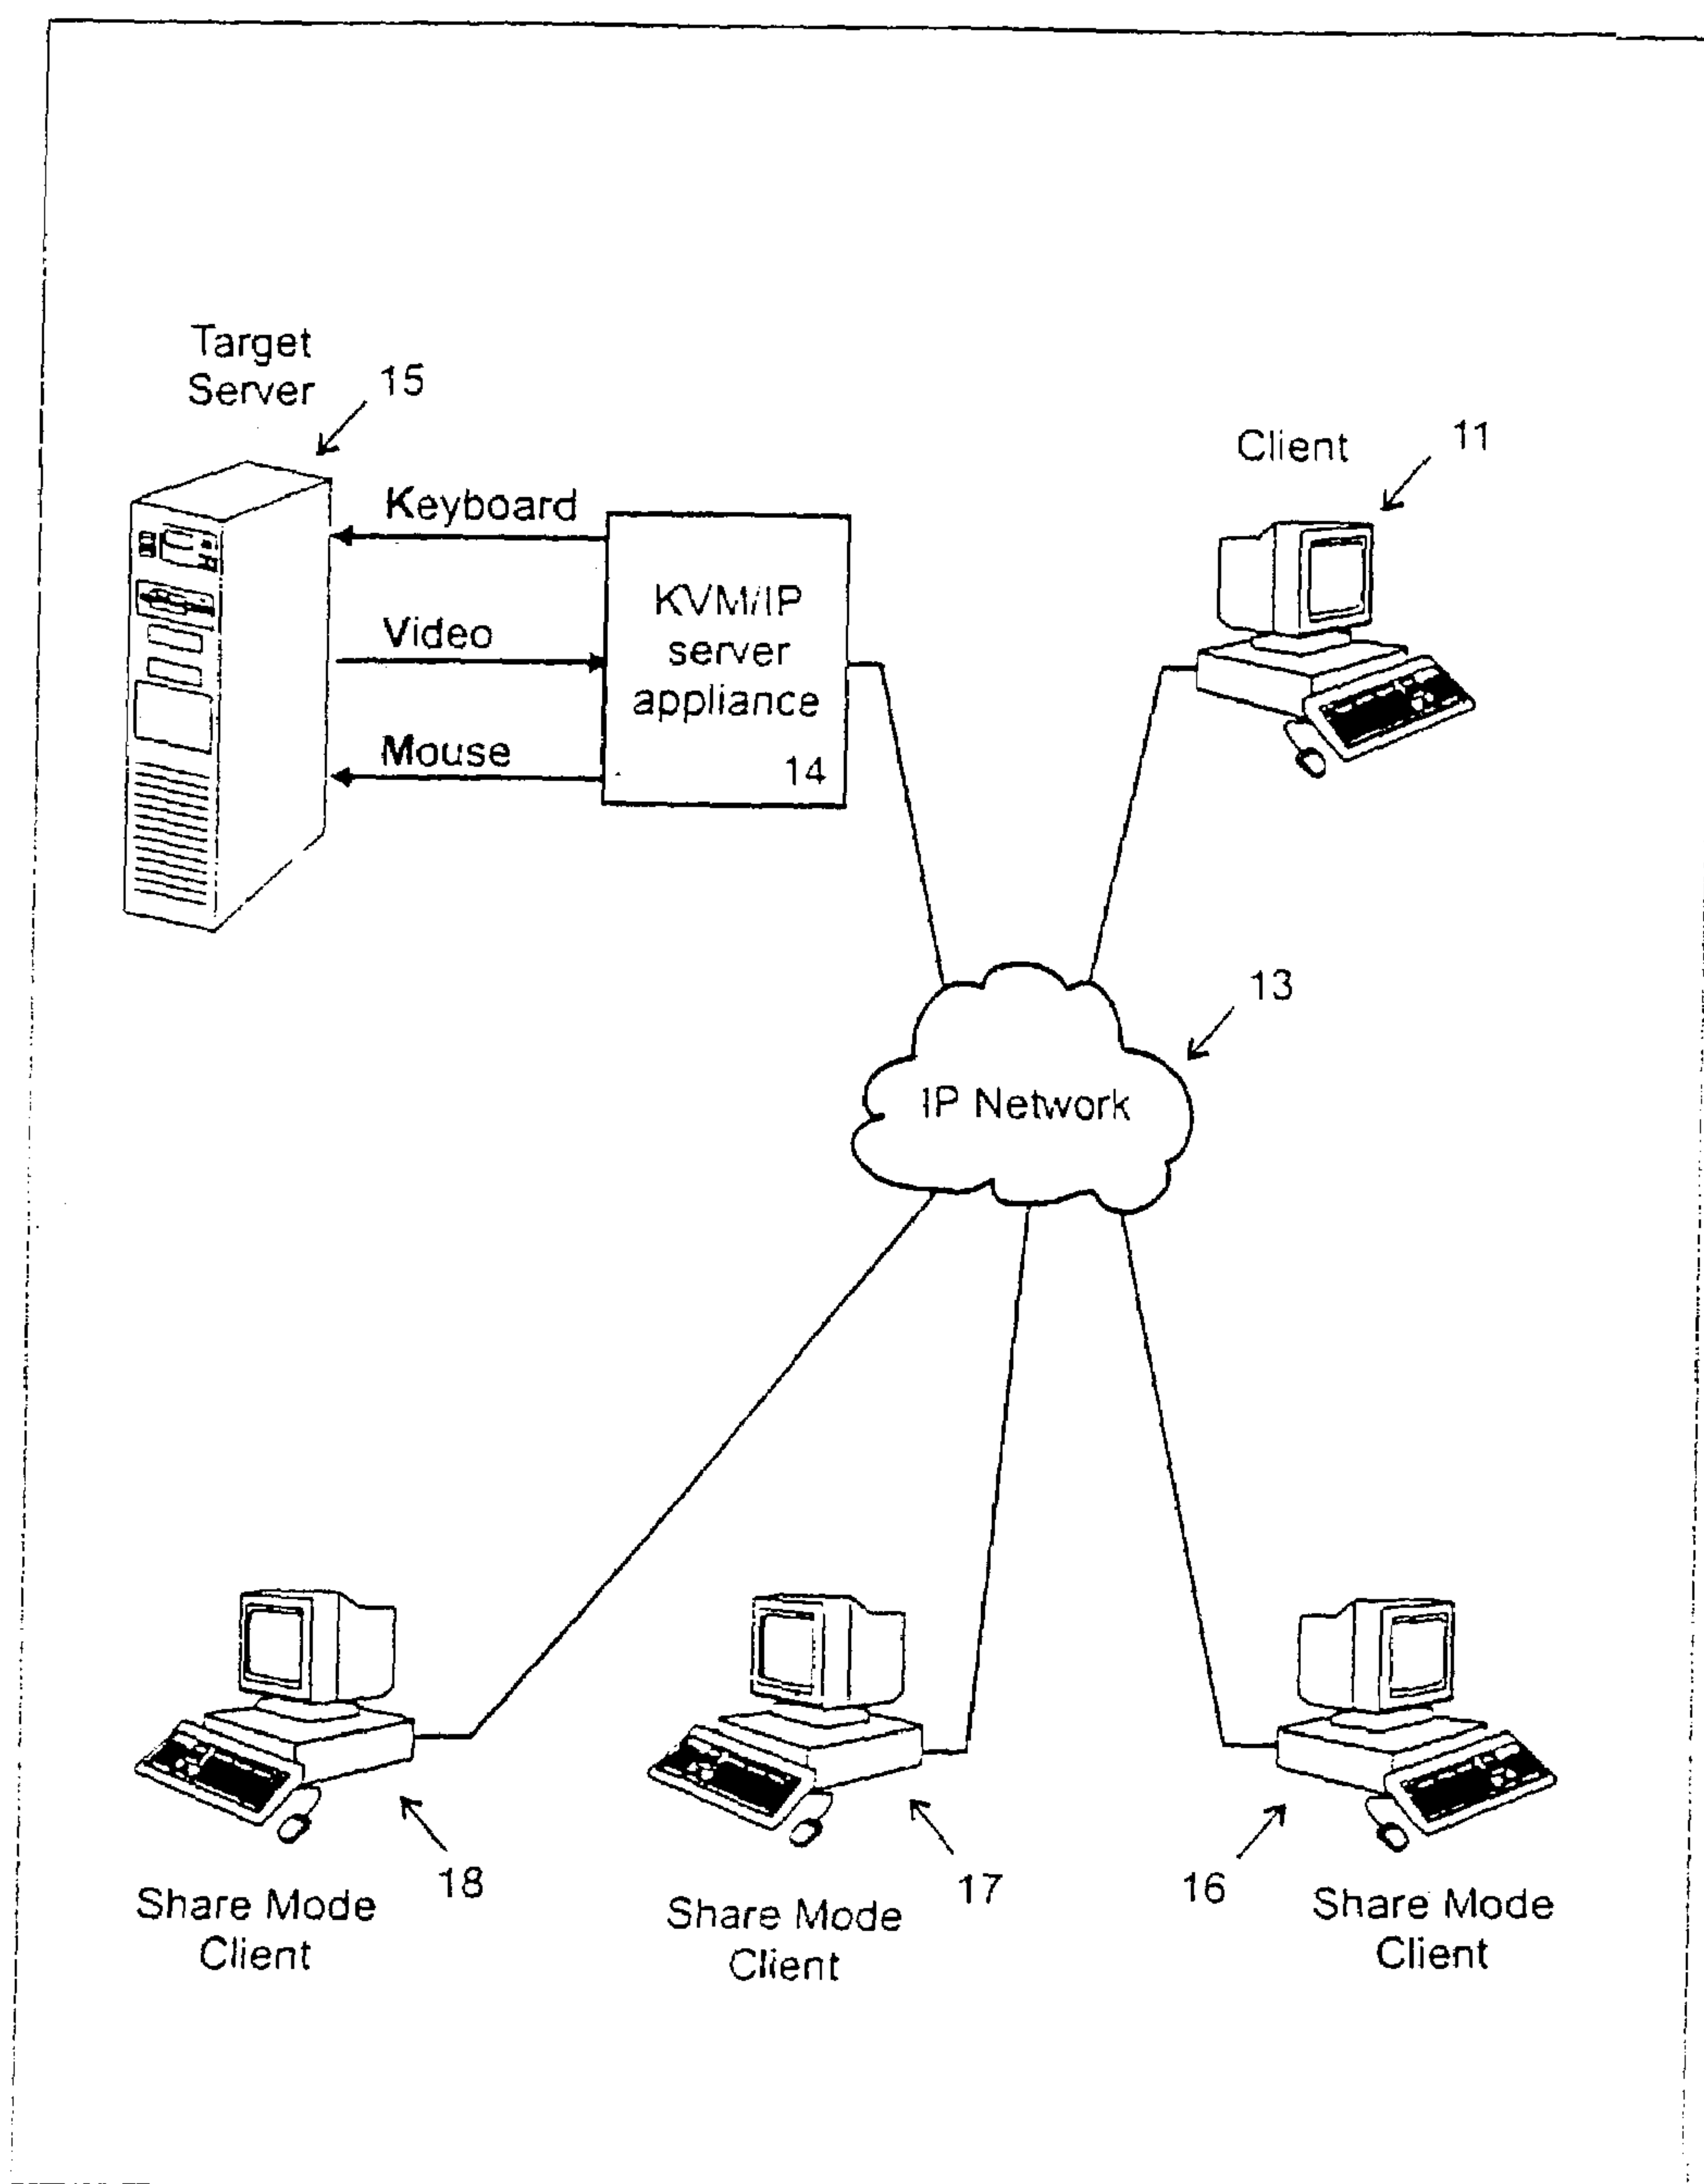 Target
Server
15
Client
11
Keyboard
Video
Mouse
KVM/IP
server
appliance
14
13
IP Network
18
Share Mode
Client
17
Share Mode
Client
16
Share Mode
Client